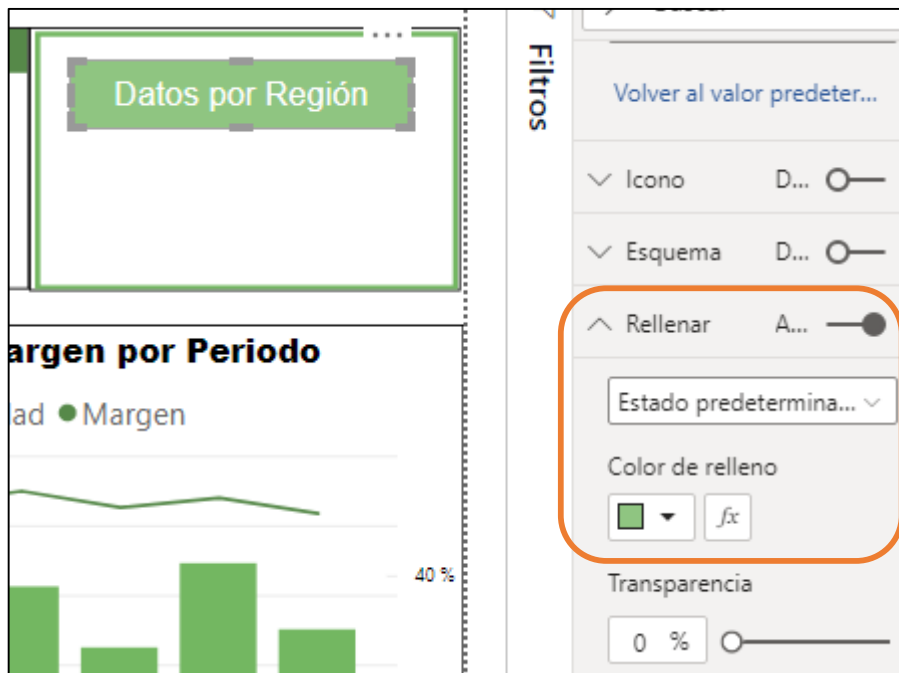 Datos por Región
argen por Periodo
dad Margen
40 %
Filtros
Volver al valor predeter...
Icono D...
Esquema D...
Rellenar A...
Estado predetermina...
Color de relleno
fx
Transparencia
0 %